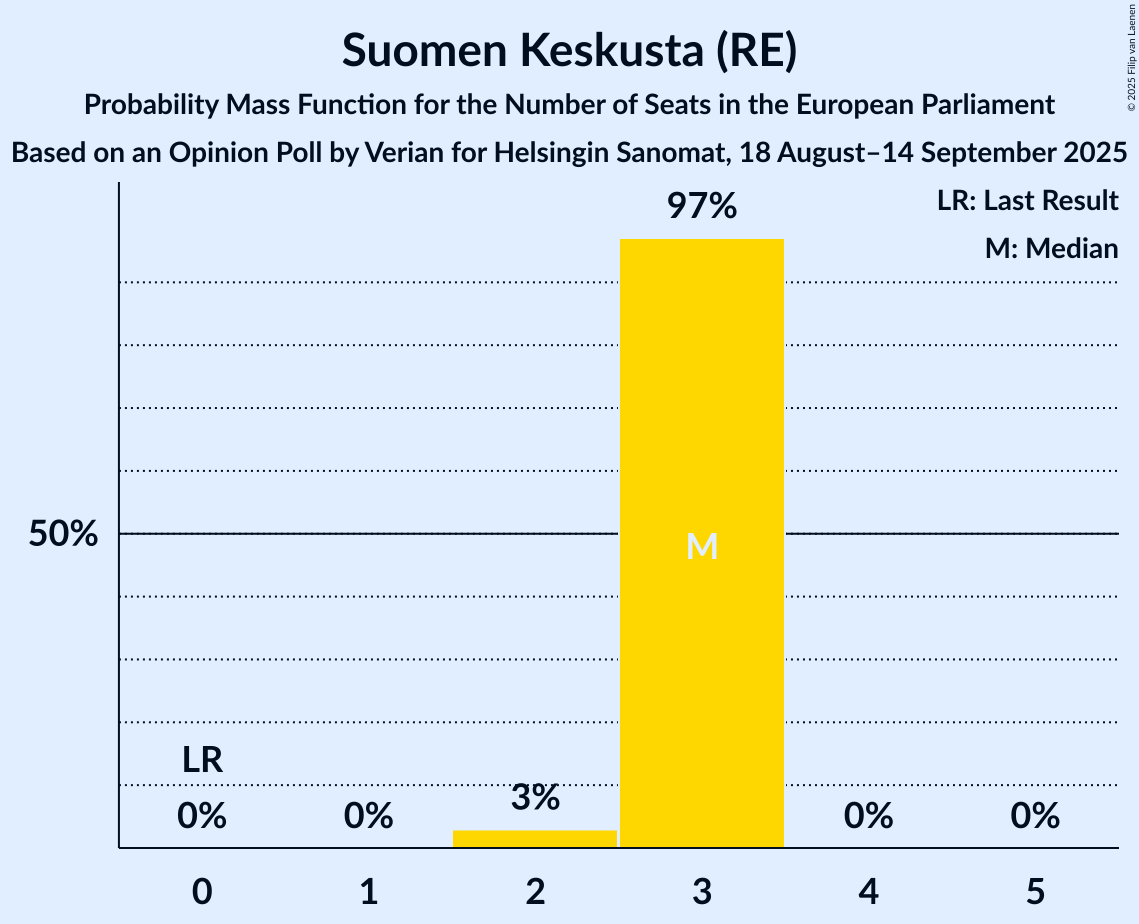 Suomen Keskusta (RE)
Probability Mass Function for the Number of Seats in the European Parliament
Based on an Opinion Poll by Verian for Helsingin Sanomat, 18 August–14 September 2025
© 2025 Filip van Laenen
LR: Last Result
M: Median
97%
50%
M
LR
0%
0%
3%
0%
0%
0
1
2
3
4
5